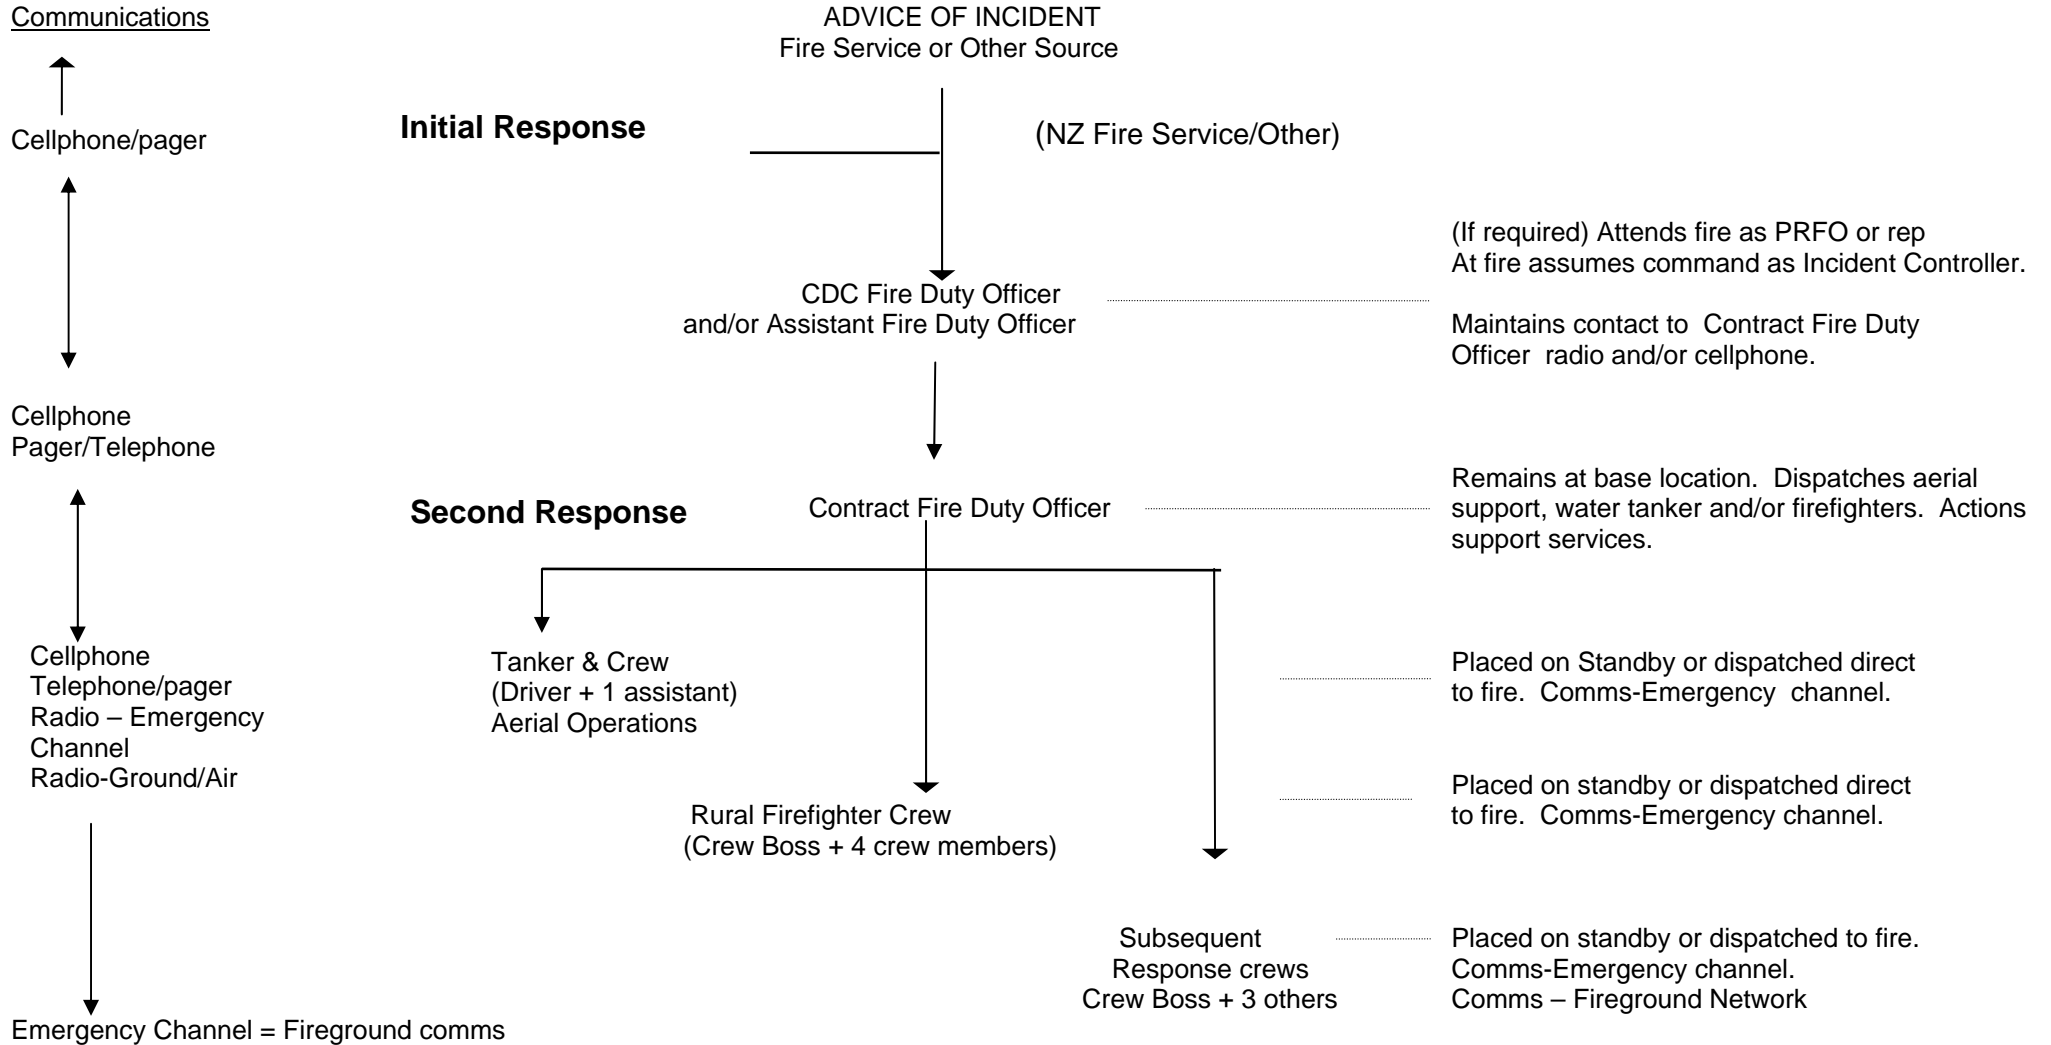 Communications
ADVICE OF INCIDENT
Fire Service or Other Source
Cellphone/pager
Initial Response
(NZ Fire Service/Other)
(If required) Attends fire as PRFO or rep
At fire assumes command as Incident Controller.
CDC Fire Duty Officer
and/or Assistant Fire Duty Officer
Maintains contact to Contract Fire Duty
Officer radio and/or cellphone.
Cellphone
Pager/Telephone
Second Response
Contract Fire Duty Officer
Remains at base location. Dispatches aerial
support, water tanker and/or firefighters. Actions
support services.
Cellphone
Telephone/pager
Radio – Emergency
Channel
Radio-Ground/Air
Tanker & Crew
(Driver + 1 assistant)
Aerial Operations
Placed on Standby or dispatched direct
to fire. Comms-Emergency channel.
Rural Firefighter Crew
(Crew Boss + 4 crew members)
Placed on standby or dispatched direct
to fire. Comms-Emergency channel.
Subsequent
Response crews
Crew Boss + 3 others
Placed on standby or dispatched to fire.
Comms-Emergency channel.
Comms – Fireground Network
Emergency Channel = Fireground comms